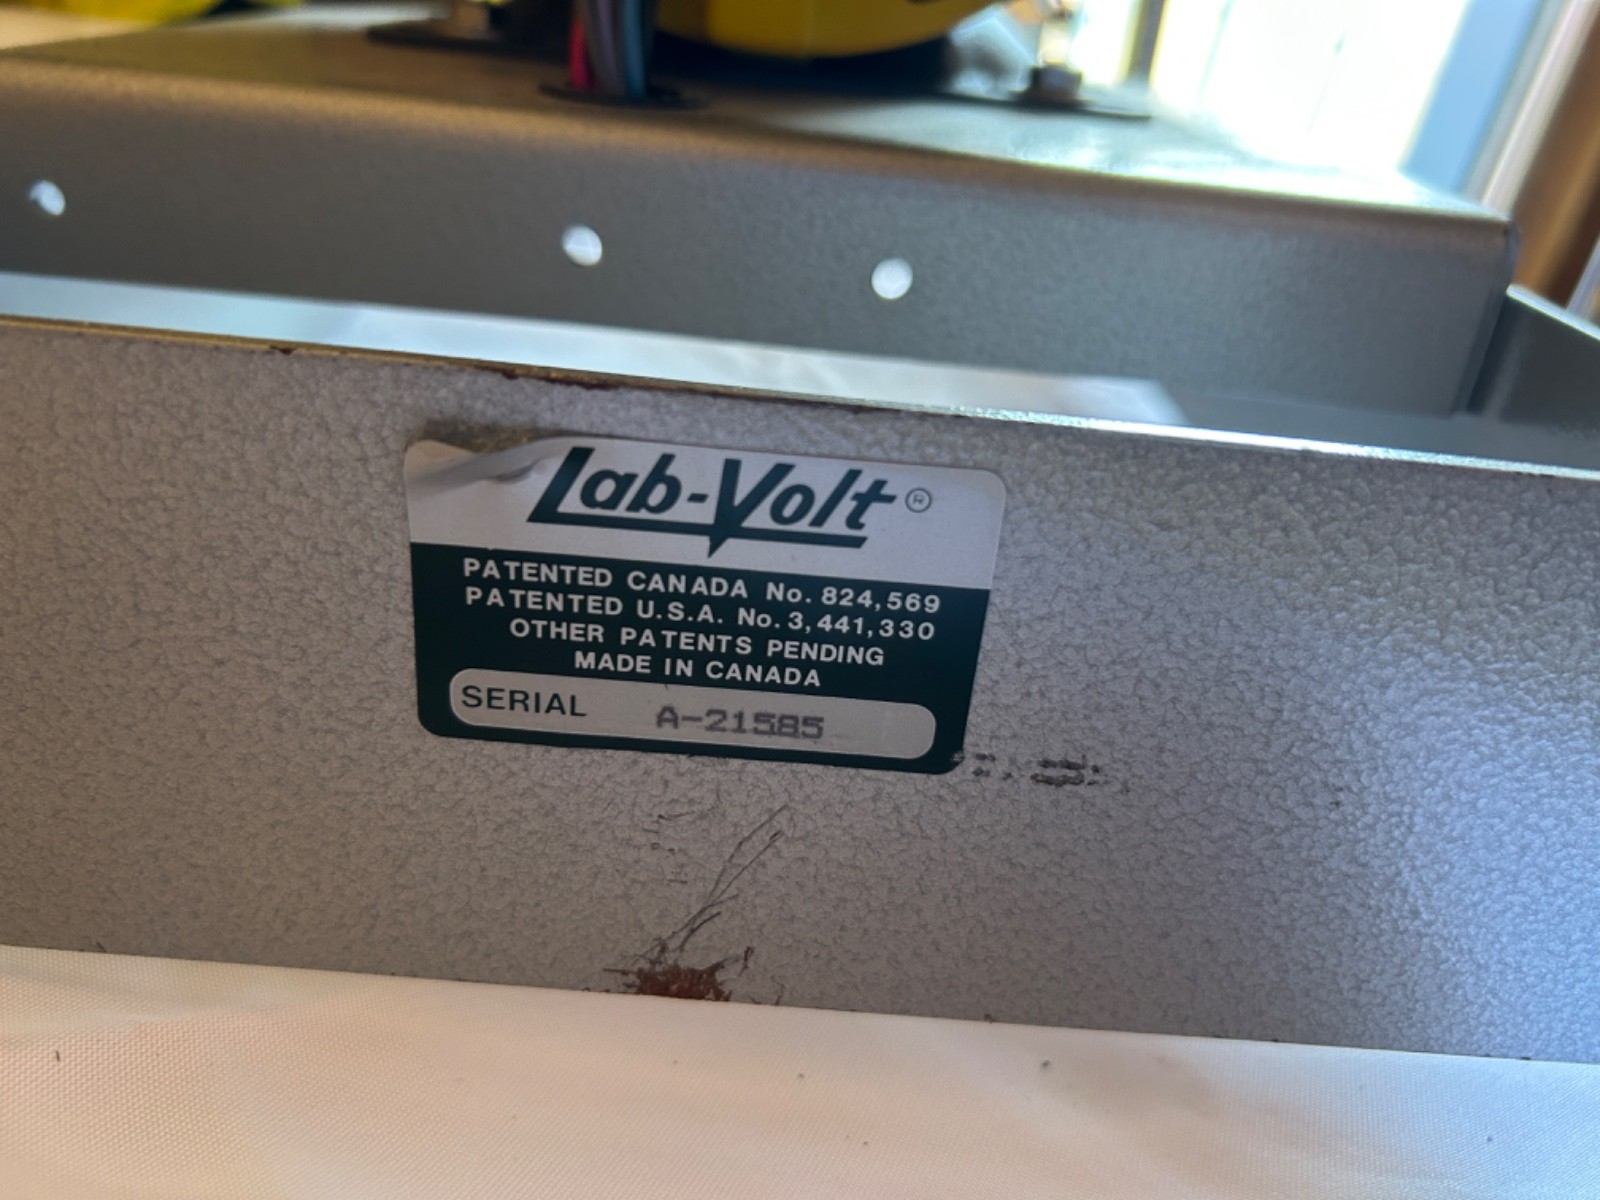 Lab-Volt®
PATENTED CANADA No. 824,569
PATENTED U.S.A. No. 3,441,330
OTHER PATENTS PENDING
MADE IN CANADA
SERIAL A-21585